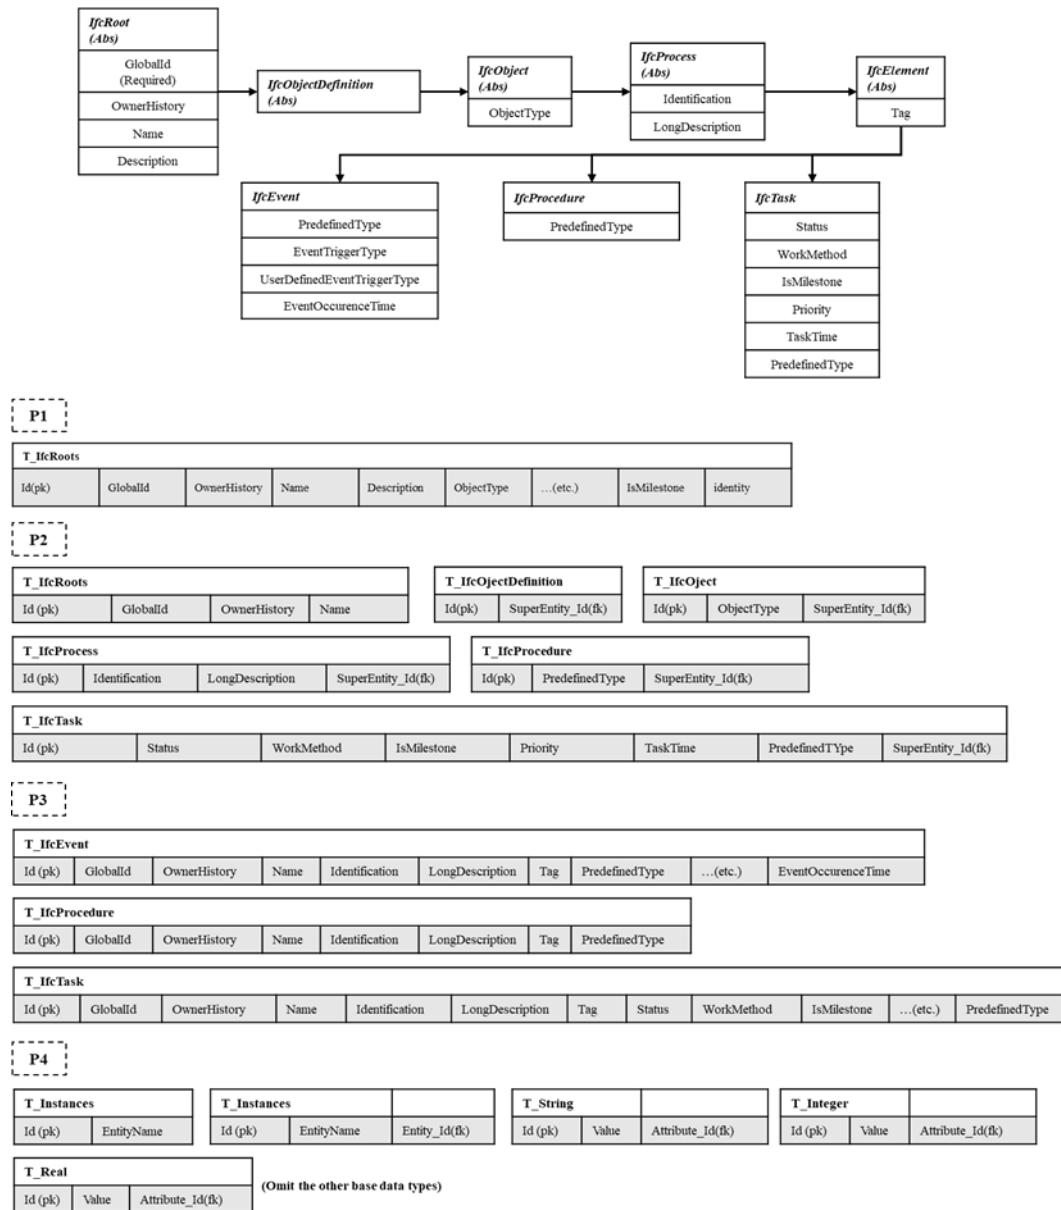 IfcRoot
(Abs)
GlobalId
(Required)
OwnerHistory
Name
Description
IfcObjectDefinition
(Abs)
IfcObject
(Abs)
ObjectType
IfcProcess
(Abs)
Identification
LongDescription
IfcElement
(Abs)
Tag
IfcEvent
PredefinedType
EventTriggerType
UserDefinedEventTriggerType
EventOccurenceTime
IfcProcedure
PredefinedType
IfcTask
Status
WorkMethod
IsMilestone
Priority
TaskTime
PredefinedType
P1
T_IfcRoots
Id(pk) GlobalId OwnerHistory Name Description ObjectType ...(etc.) IsMilestone identity
P2
T_IfcRoots
Id (pk) GlobalId OwnerHistory Name
T_IfcOjectDefinition
Id(pk) SuperEntity_Id(fk)
T_IfcOject
Id(pk) ObjectType SuperEntity_Id(fk)
T_IfcProcess
Id (pk) Identification LongDescription SuperEntity_Id(fk)
T_IfcProcedure
Id(pk) PredefinedType SuperEntity_Id(fk)
T_IfcTask
Id (pk) Status WorkMethod IsMilestone Priority TaskTime PredefinedTYpe SuperEntity_Id(fk)
P3
T_IfcEvent
Id (pk) GlobalId OwnerHistory Name Identification LongDescription Tag PredefinedType ...(etc.) EventOccurenceTime
T_IfcProcedure
Id (pk) GlobalId OwnerHistory Name Identification LongDescription Tag PredefinedType
T_IfcTask
Id (pk) GlobalId OwnerHistory Name Identification LongDescription Tag Status WorkMethod IsMilestone ...(etc.) PredefinedType
P4
T_Instances
Id (pk) EntityName
T_Instances
Id (pk) EntityName Entity_Id(fk)
T_String
Id (pk) Value Attribute_Id(fk)
T_Integer
Id (pk) Value Attribute_Id(fk)
T_Real
Id (pk) Value Attribute_Id(fk)
(Omit the other base data types)